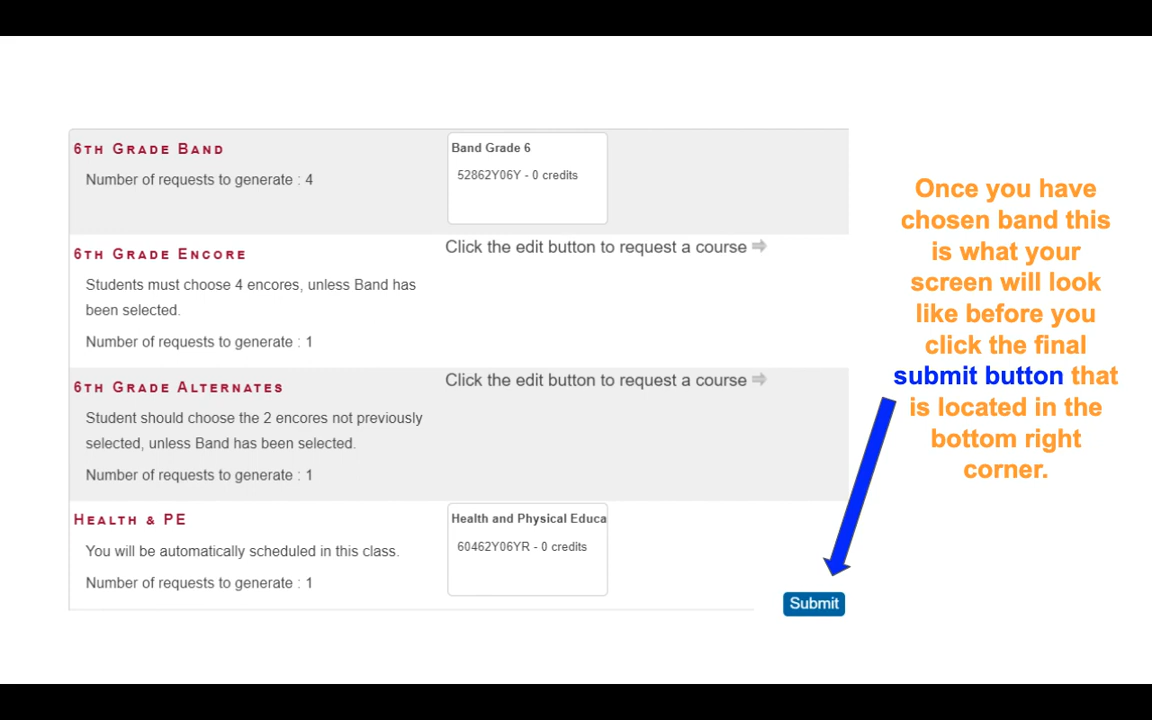 6th Grade Band
Number of requests to generate : 4
Band Grade 6
52862Y06Y - 0 credits
6th Grade Encore
Students must choose 4 encores, unless Band has
been selected.
Number of requests to generate : 1
Click the edit button to request a course
6th Grade Alternates
Student should choose the 2 encores not previously
selected, unless Band has been selected.
Number of requests to generate : 1
Click the edit button to request a course
Health & PE
You will be automatically scheduled in this class.
Number of requests to generate : 1
Health and Physical Educa
60462Y06YR - 0 credits
Submit
Once you have
chosen band this
is what your
screen will look
like before you
click the final
submit button that
is located in the
bottom right
corner.